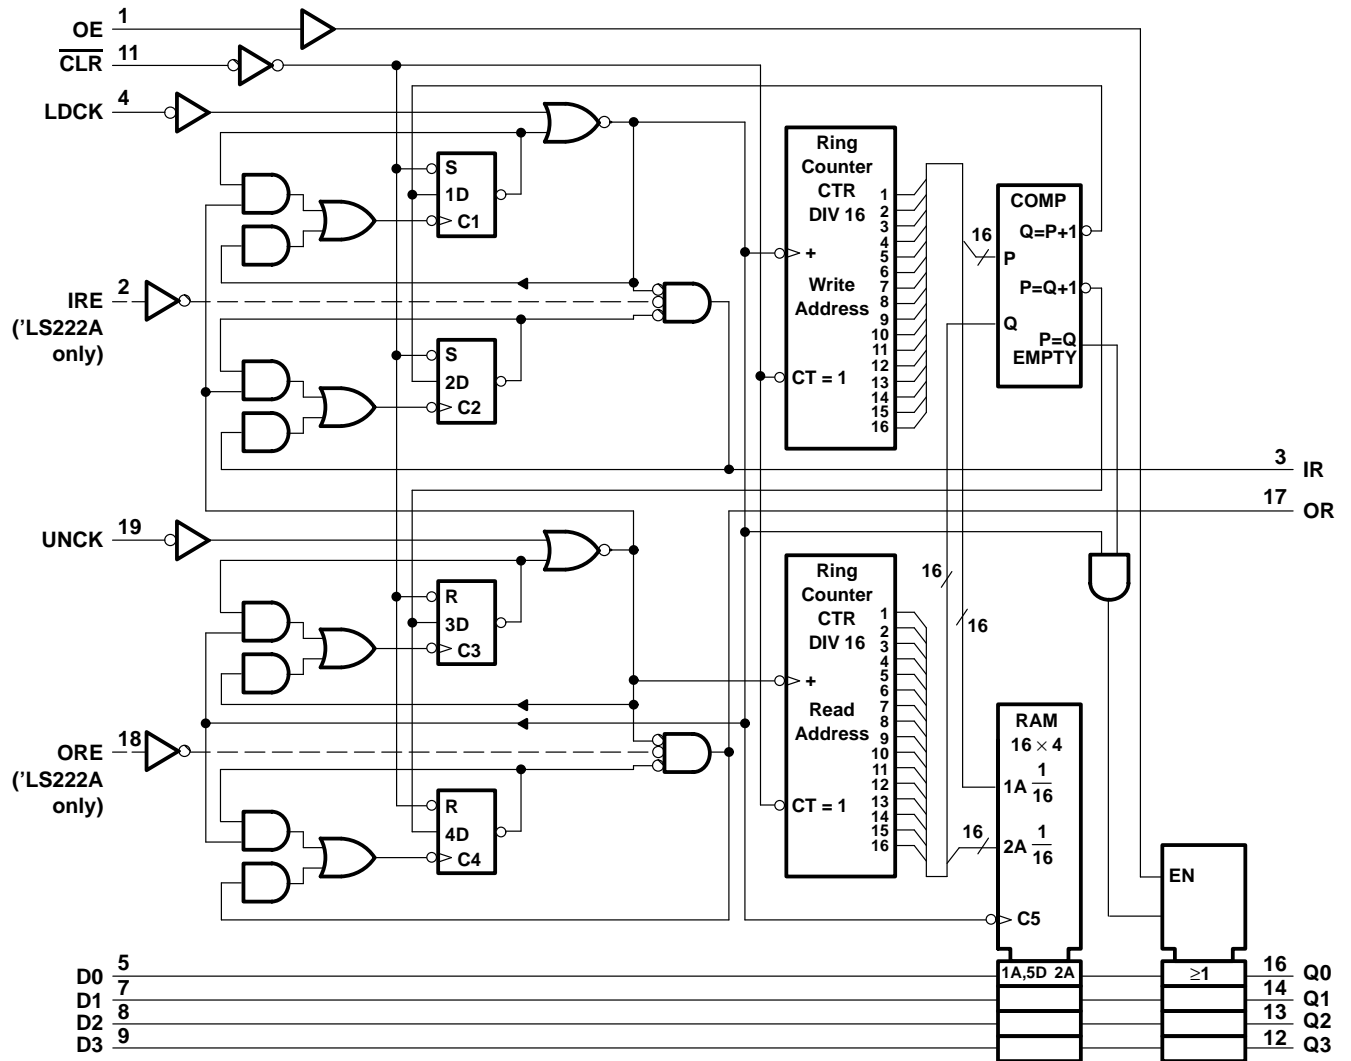 OE 1
CLR 11
LDCK 4
S
1D
C1
IRE 2
('LS222A
only)
S
2D
C2
Ring
Counter
CTR
DIV 16
+
Write
Address
CT = 1
1
2
3
4
5
6
7
8
9
10
11
12
13
14
15
16
COMP
Q=P+1
16
P
P=Q+1
Q
P=Q
EMPTY
3 IR
17 OR
UNCK 19
R
3D
C3
ORE 18
('LS222A
only)
R
4D
C4
Ring
Counter
CTR
DIV 16
+
Read
Address
CT = 1
1
2
3
4
5
6
7
8
9
10
11
12
13
14
15
16
16
16
16
RAM
16 × 4
1A 1/16
2A 1/16
C5
EN
D0 5
1A,5D 2A
≥1
16 Q0
D1 7
14 Q1
D2 8
13 Q2
D3 9
12 Q3